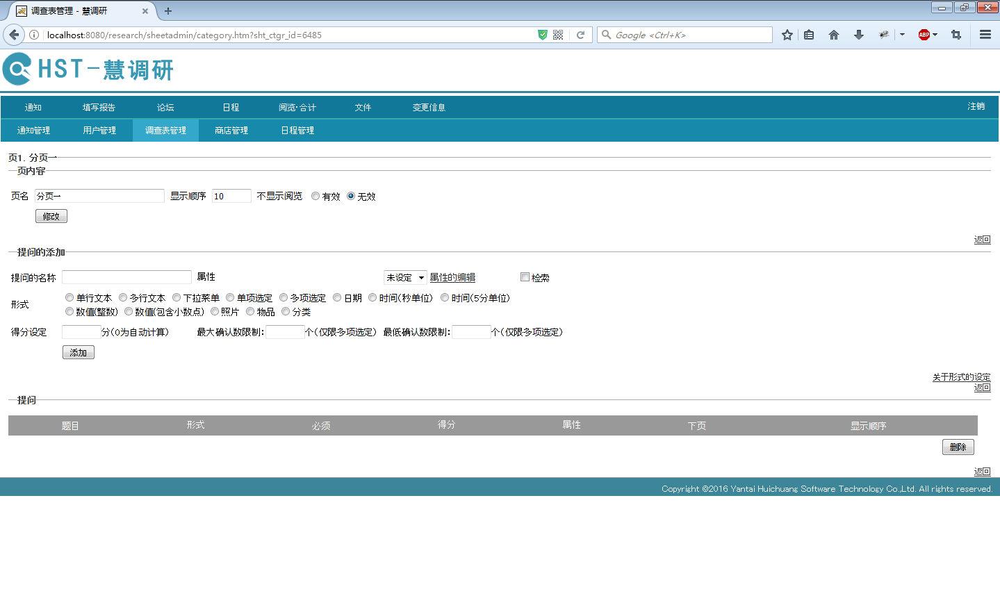 调查表管理 - 慧调研
localhost:8080/research/sheetadmin/category.htm?sht_ctgr_id=6485
Google <Ctrl+K>
ABP
HST-慧调研
通知 填写报告 论坛 日程 阅览·合计 文件 变更信息 注销
通知管理 用户管理 调查表管理 商店管理 日程管理
页1. 分页一
页内容
页名 分页一 显示顺序 10 不显示阅览 有效 无效
修改
返回
提问的添加
提问的名称 属性 未设定 属性的编辑 检索
形式 单行文本 多行文本 下拉菜单 单项选定 多项选定 日期 时间(秒单位) 时间(5分单位)
数值(整数) 数值(包含小数点) 照片 物品 分类
得分设定 分(0为自动计算) 最大确认数限制: 个(仅限多项选定) 最低确认数限制: 个(仅限多项选定)
添加
关于形式的设定
返回
提问
题目 形式 必须 得分 属性 下页 显示顺序
删除
返回
Copyright ©2016 Yantai Huichuang Software Technology Co.,Ltd. All rights reserved.